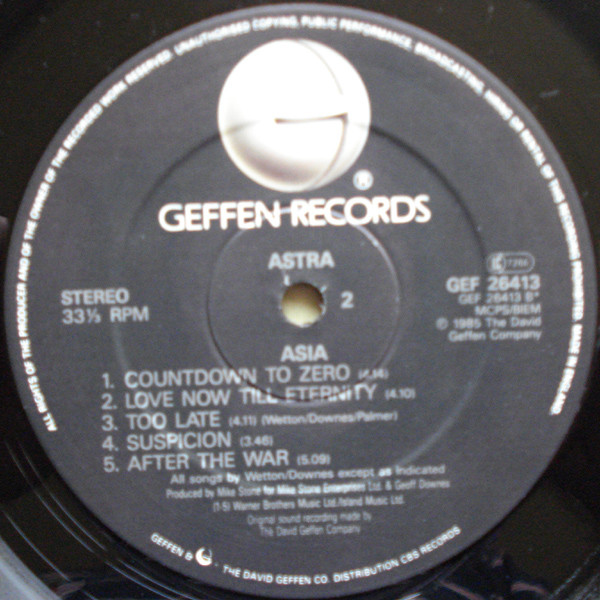 ALL RIGHTS OF THE PRODUCER AND OF THE OWNER OF THE RECORDED WORK RESERVED. UNAUTHORISED COPYING, PUBLIC PERFORMANCE, BROADCASTING, HIRING OR RENTAL OF THIS RECORDING PROHIBITED. MADE IN ENGLAND.
®
GEFFEN RECORDS
ASTRA
STEREO
33⅓ RPM
2
GEF 26413
GEF 26413 B*
MCPS/BIEM
℗ 1985 The David
Geffen Company
ASIA
1. COUNTDOWN TO ZERO (4.14)
2. LOVE NOW TILL ETERNITY (4.10)
3. TOO LATE (4.11) (Wetton/Downes/Palmer)
4. SUSPICION (3.46)
5. AFTER THE WAR (5.09)
All songs by Wetton/Downes except as indicated
Produced by Mike Stone for Mike Stone Enterprises Ltd. & Geoff Downes
(1-5) Warner Brothers Music Ltd./Island Music Ltd.
Original sound recording made by
The David Geffen Company
GEFFEN & THE DAVID GEFFEN CO. DISTRIBUTION CBS RECORDS